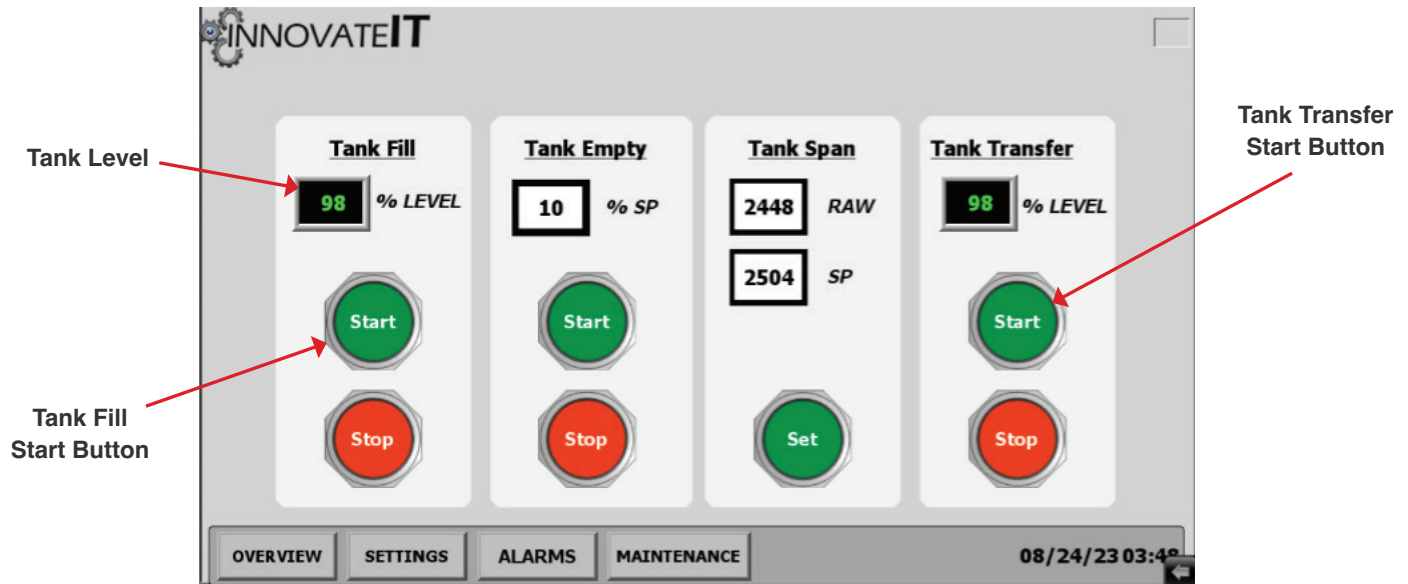 INNOVATEIT
Tank Transfer
Start Button
Tank Level
Tank Fill
98 % LEVEL
Start
Stop
Tank Empty
10 % SP
Start
Stop
Tank Span
2448 RAW
2504 SP
Set
Tank Transfer
98 % LEVEL
Start
Stop
Tank Fill
Start Button
OVERVIEW SETTINGS ALARMS MAINTENANCE 08/24/23